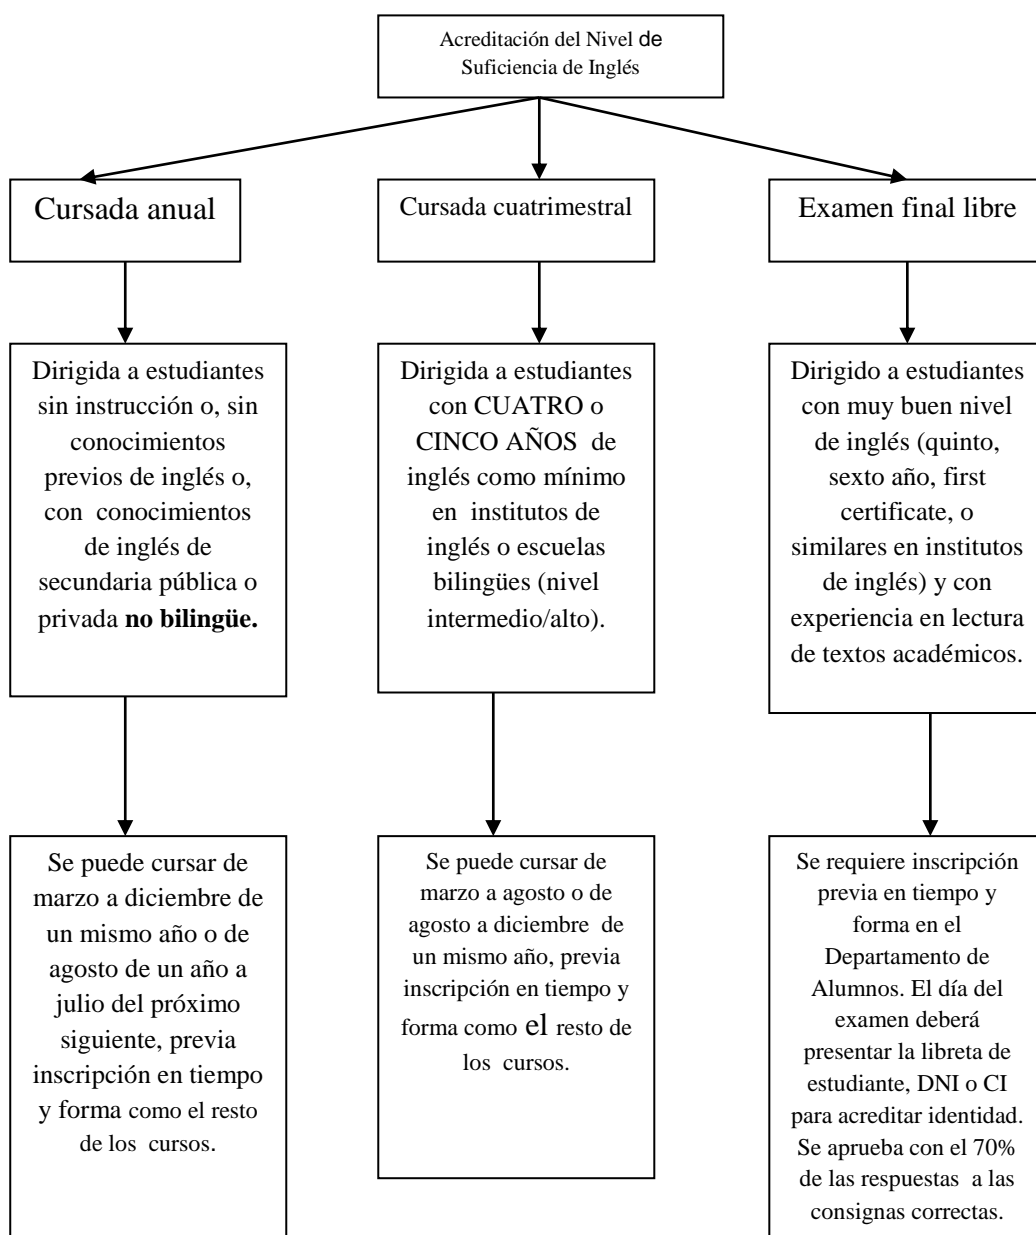 Acreditación del Nivel de
Suficiencia de Inglés
Cursada anual
Cursada cuatrimestral
Examen final libre
Dirigida a estudiantes
sin instrucción o, sin
conocimientos
previos de inglés o,
con conocimientos
de inglés de
secundaria pública o
privada no bilingüe.
Dirigida a estudiantes
con CUATRO o
CINCO AÑOS de
inglés como mínimo
en institutos de
inglés o escuelas
bilingües (nivel
intermedio/alto).
Dirigido a estudiantes
con muy buen nivel
de inglés (quinto,
sexto año, first
certificate, o
similares en institutos
de inglés) y con
experiencia en lectura
de textos académicos.
Se puede cursar de
marzo a diciembre de
un mismo año o de
agosto de un año a
julio del próximo
siguiente, previa
inscripción en tiempo
y forma como el resto
de los cursos.
Se puede cursar de
marzo a agosto o de
agosto a diciembre de
un mismo año, previa
inscripción en tiempo y
forma como el resto de
los cursos.
Se requiere inscripción
previa en tiempo y
forma en el
Departamento de
Alumnos. El día del
examen deberá
presentar la libreta de
estudiante, DNI o CI
para acreditar identidad.
Se aprueba con el 70%
de las respuestas a las
consignas correctas.